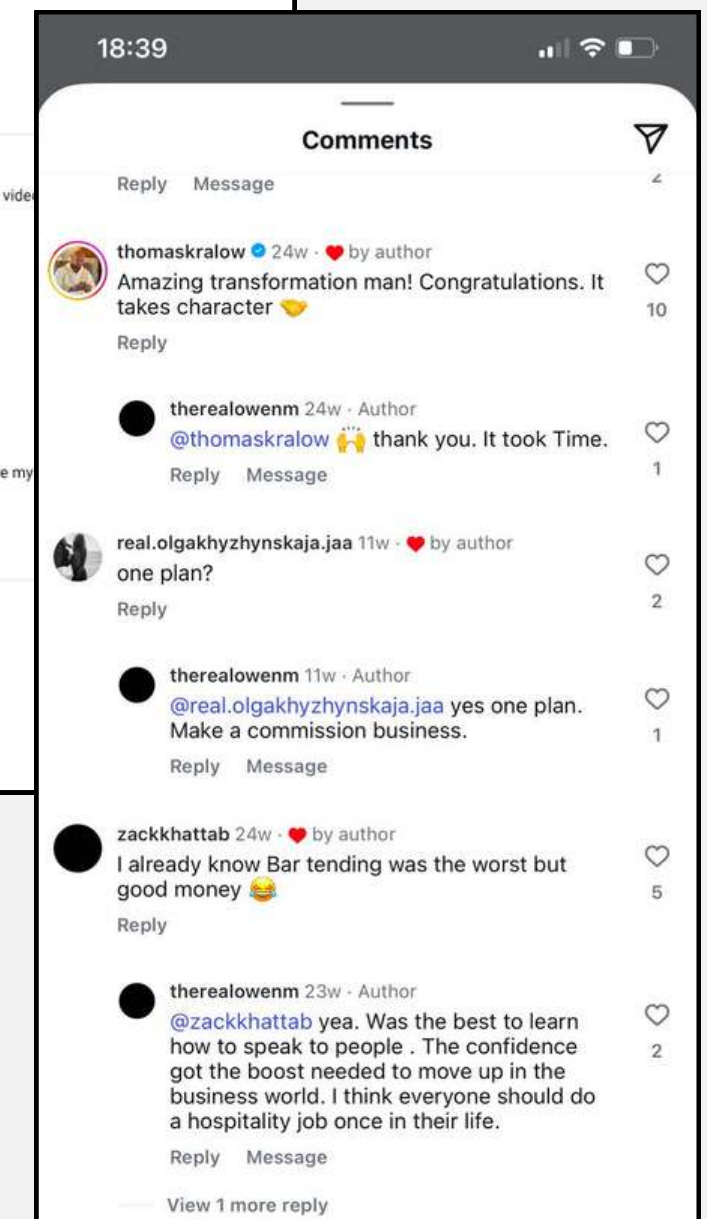 18:39
Comments
Reply Message
2
video
thomaskralow 24w · ❤️ by author
Amazing transformation man! Congratulations. It
takes character 🤝
10
Reply
therealowenm 24w · Author
@thomaskralow 🙌 thank you. It took Time.
Reply Message
1
e my
real.olgakhyzhynskaja.jaa 11w · ❤️ by author
one plan?
2
Reply
therealowenm 11w · Author
@real.olgakhyzhynskaja.jaa yes one plan.
Make a commission business.
1
Reply Message
zackkhattab 24w · ❤️ by author
I already know Bar tending was the worst but
good money 😂
5
Reply
therealowenm 23w · Author
@zackkhattab yea. Was the best to learn
how to speak to people . The confidence
2
got the boost needed to move up in the
business world. I think everyone should do
a hospitality job once in their life.
Reply Message
View 1 more reply